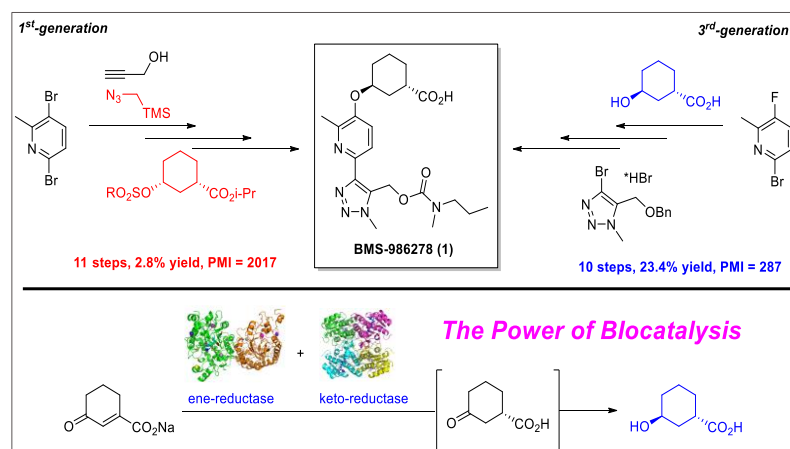 1st-generation
3rd-generation
OH
N3
TMS
Br
N
Br
RO2SO
CO2i-Pr
O
CO2H
N
O
O
N
N
N
N
BMS-986278 (1)
HO
CO2H
F
N
Br
Br
*HBr
N
N
N
OBn
11 steps, 2.8% yield, PMI = 2017
10 steps, 23.4% yield, PMI = 287
The Power of Blocatalysis
+
ene-reductase
keto-reductase
O
CO2Na
O
CO2H
HO
CO2H